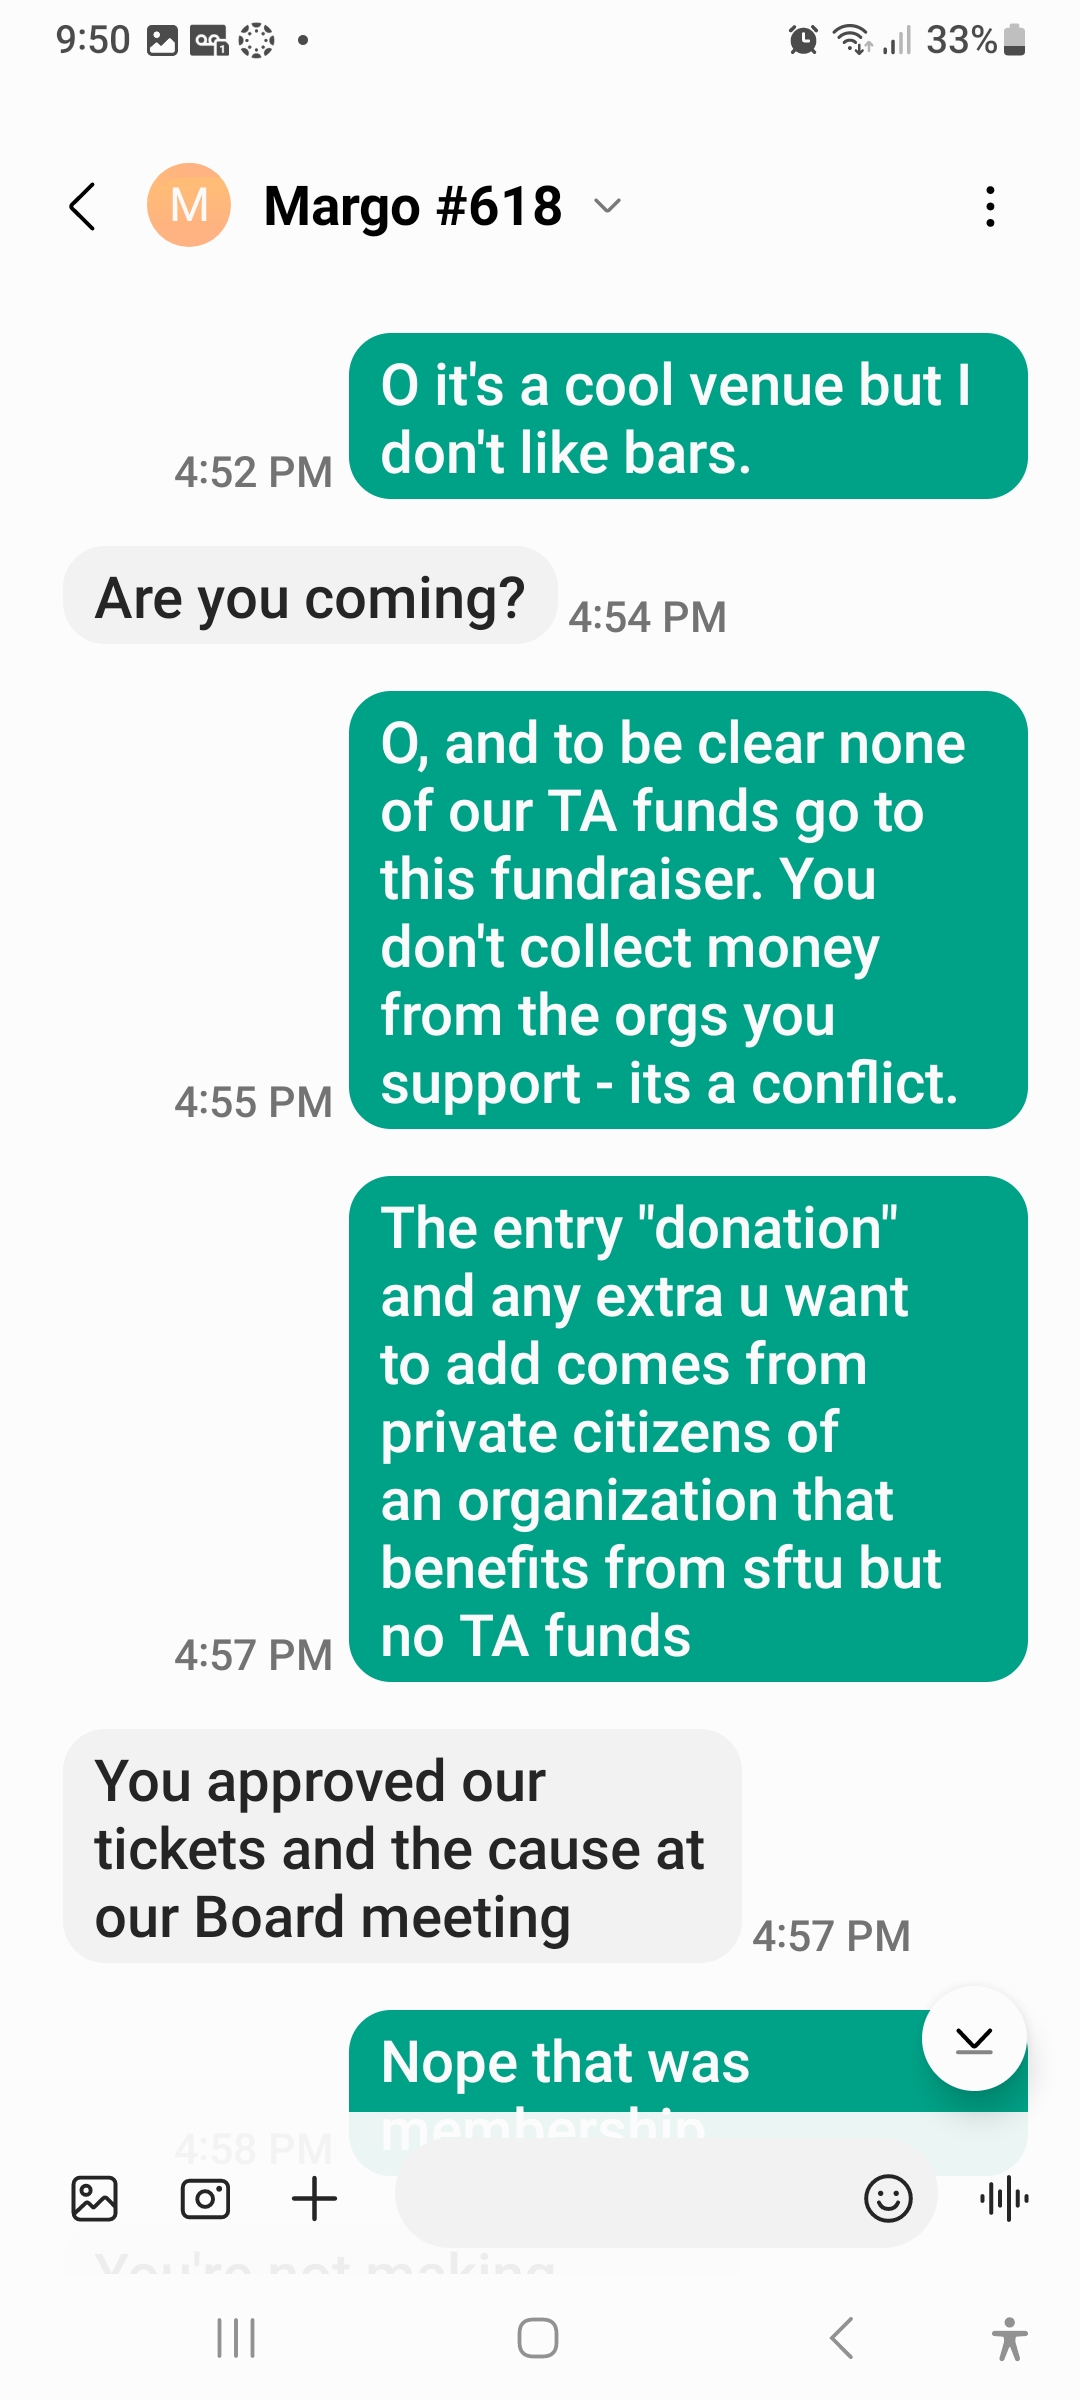 9:50
33%
M
Margo #618
O it's a cool venue but I
don't like bars.
4:52 PM
Are you coming?
4:54 PM
O, and to be clear none
of our TA funds go to
this fundraiser. You
don't collect money
from the orgs you
support - its a conflict.
4:55 PM
The entry "donation"
and any extra u want
to add comes from
private citizens of
an organization that
benefits from sftu but
no TA funds
4:57 PM
You approved our
tickets and the cause at
our Board meeting
4:57 PM
Nope that was
membership
4:58 PM
You're not making